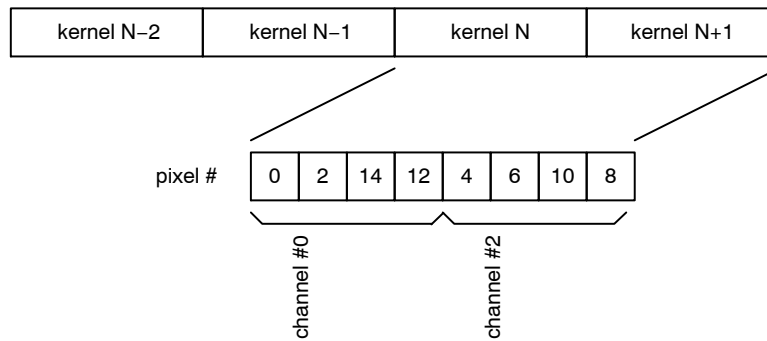 kernel N−2 kernel N−1 kernel N kernel N+1
pixel # 0 2 14 12 4 6 10 8
channel #0
channel #2